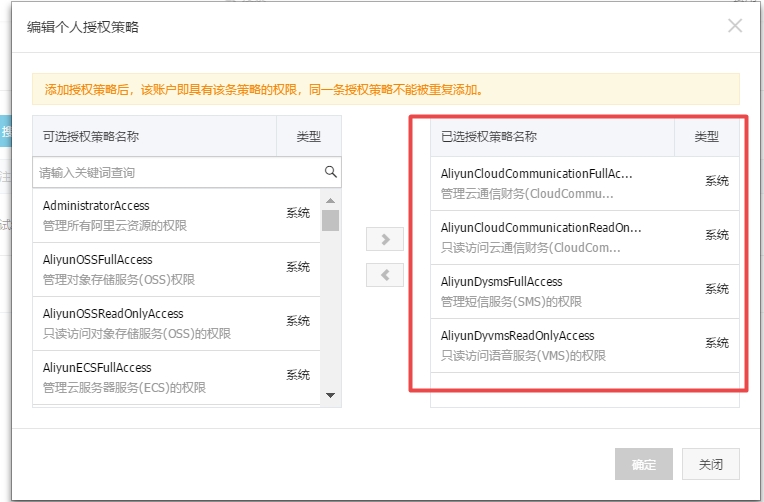 编辑个人授权策略
添加授权策略后，该账户即具有该条策略的权限，同一条授权策略不能被重复添加。
可选授权策略名称 类型
请输入关键词查询
AdministratorAccess
管理所有阿里云资源的权限
系统
AliyunOSSFullAccess
管理对象存储服务(OSS)权限
系统
AliyunOSSReadOnlyAccess
只读访问对象存储服务(OSS)的权限
系统
AliyunECSFullAccess
管理云服务器服务(ECS)的权限
系统
已选授权策略名称 类型
AliyunCloudCommunicationFullAc...
管理云通信财务(CloudCommu...
系统
AliyunCloudCommunicationReadOn...
只读访问云通信财务(CloudCom...
系统
AliyunDysmsFullAccess
管理短信服务(SMS)的权限
系统
AliyunDyvmsReadOnlyAccess
只读访问语音服务(VMS)的权限
系统
确定 关闭
搜
注
试